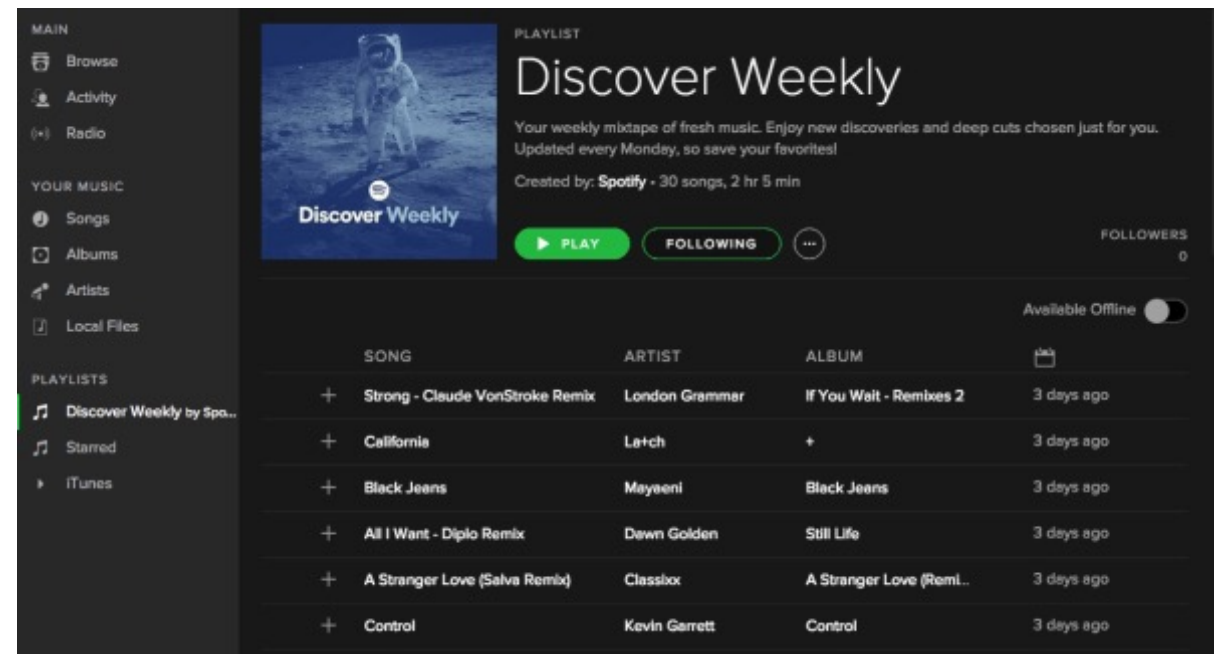 MAIN
Browse
Activity
Radio
YOUR MUSIC
Songs
Albums
Artists
Local Files
PLAYLISTS
Discover Weekly by Spo...
Starred
iTunes
Discover Weekly
PLAYLIST
Discover Weekly
Your weekly mixtape of fresh music. Enjoy new discoveries and deep cuts chosen just for you.
Updated every Monday, so save your favorites!
Created by: Spotify • 30 songs, 2 hr 5 min
PLAY FOLLOWING
FOLLOWERS
0
Available Offline
SONG ARTIST ALBUM
+ Strong - Claude VonStroke Remix London Grammar If You Wait - Remixes 2 3 days ago
+ California La+ch + 3 days ago
+ Black Jeans Mayaeni Black Jeans 3 days ago
+ All I Want - Diplo Remix Dawn Golden Still Life 3 days ago
+ A Stranger Love (Salva Remix) Classixx A Stranger Love (Remi... 3 days ago
+ Control Kevin Garrett Control 3 days ago